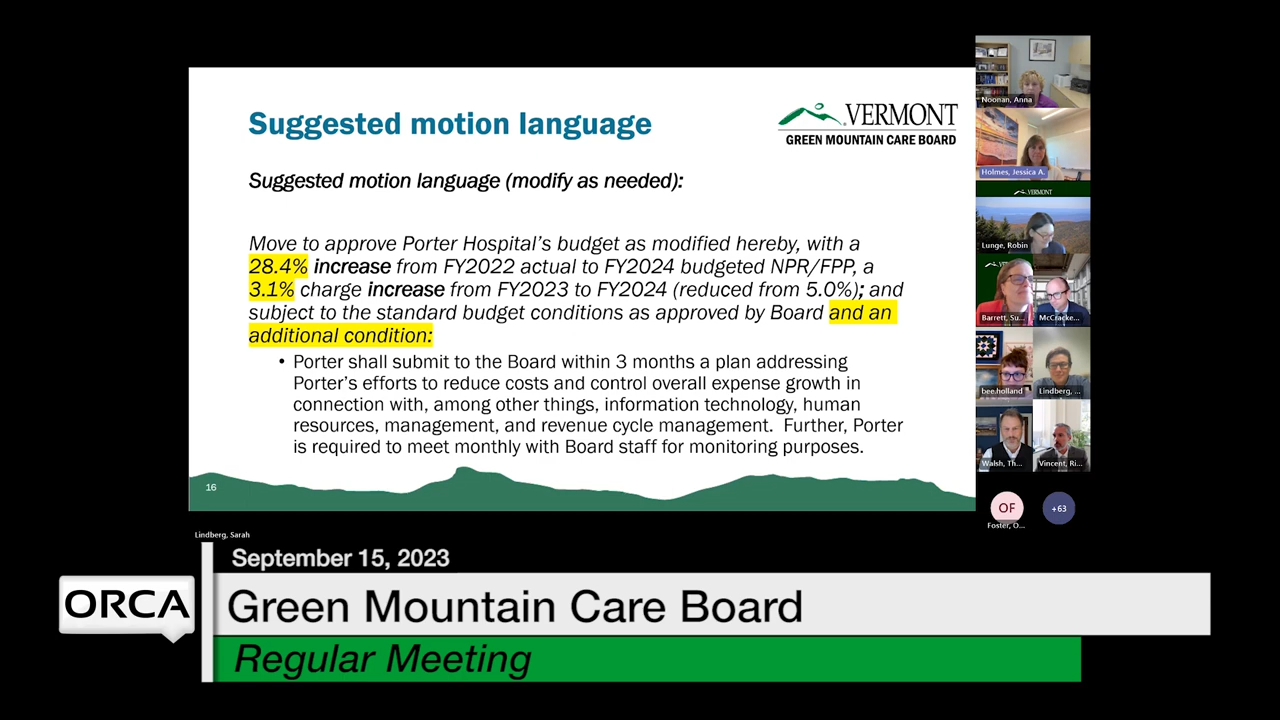 Suggested motion language
VERMONT
GREEN MOUNTAIN CARE BOARD
Suggested motion language (modify as needed):
Move to approve Porter Hospital's budget as modified hereby, with a
28.4% increase from FY2022 actual to FY2024 budgeted NPR/FPP, a
3.1% charge increase from FY2023 to FY2024 (reduced from 5.0%); and
subject to the standard budget conditions as approved by Board and an
additional condition:
• Porter shall submit to the Board within 3 months a plan addressing
Porter's efforts to reduce costs and control overall expense growth in
connection with, among other things, information technology, human
resources, management, and revenue cycle management. Further, Porter
is required to meet monthly with Board staff for monitoring purposes.
16
Noonan, Anna
Holmes, Jessica A.
VERMONT
Lunge, Robin
Barrett, Su...
McCracke...
bee.holland
Lindberg, ...
Walsh, Th...
Vincent, Ri...
OF
+63
Foster, O...
Lindberg, Sarah
September 15, 2023
ORCA
Green Mountain Care Board
Regular Meeting